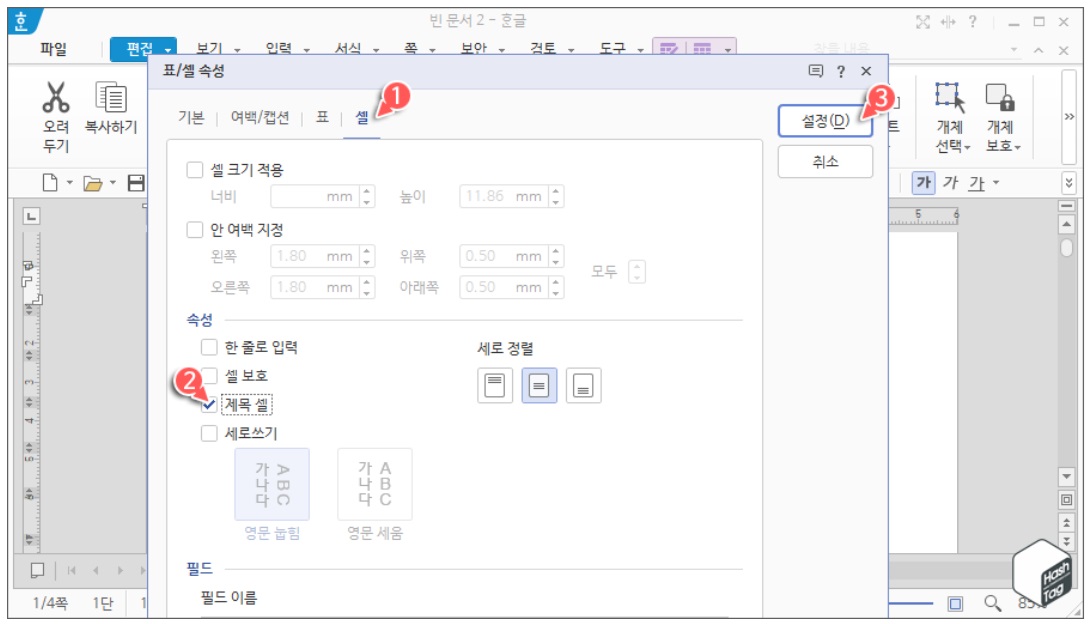 빈 문서 2 - 흔글
파일 편집 보기 입력 서식 쪽 보안 검토 도구
표/셀 속성
기본 여백/캡션 표 셀 1
설정(D) 3
취소
오려 두기
복사하기
개체 선택
개체 보호
셀 크기 적용
너비 mm 높이 11.86 mm
안 여백 지정
왼쪽 1.80 mm 위쪽 0.50 mm
모두
오른쪽 1.80 mm 아래쪽 0.50 mm
가 가 가
5 6
속성
한 줄로 입력 세로 정렬
셀 보호
2 제목 셀
세로쓰기
가 나 다 A B C
가 나 다 A B C
영문 눕힘 영문 세움
필드
필드 이름
1/4쪽 1단
Hash Tag